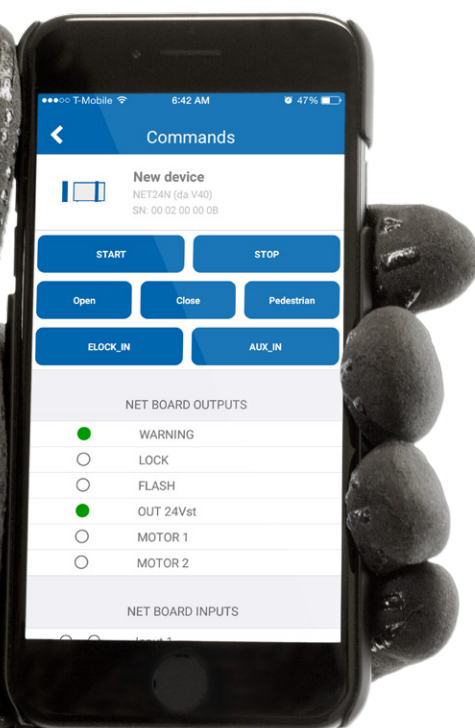 T-Mobile 6:42 AM 47%
Commands
New device
NET24N (da V40)
SN: 00 02 00 00 0B
START STOP
Open Close Pedestrian
ELOCK_IN AUX_IN
NET BOARD OUTPUTS
WARNING
LOCK
FLASH
OUT 24Vst
MOTOR 1
MOTOR 2
NET BOARD INPUTS